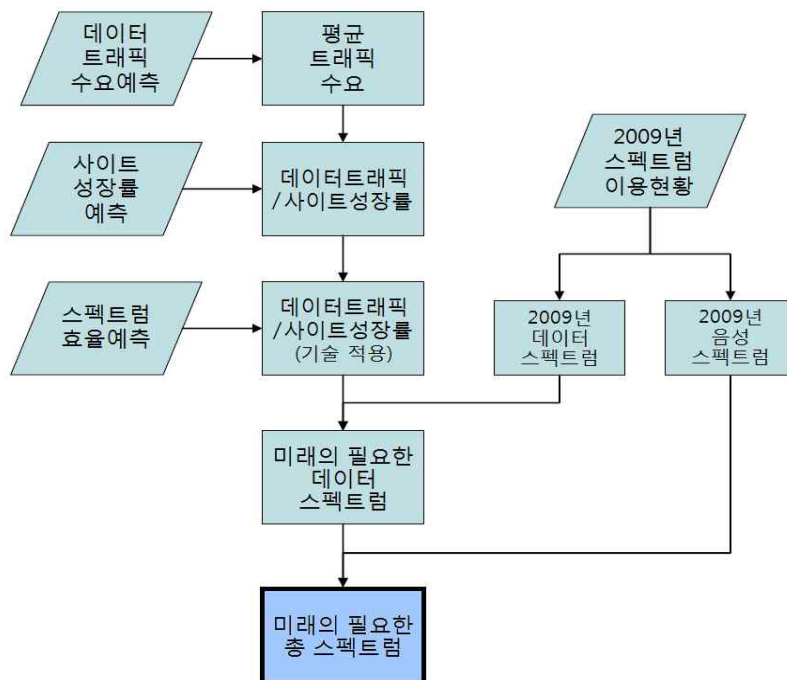 데이터
트래픽
수요예측
평균
트래픽
수요
2009년
스펙트럼
이용현황
사이트
성장률
예측
데이터트래픽
/사이트성장률
스펙트럼
효율예측
데이터트래픽
/사이트성장률
(기술 적용)
2009년
데이터
스펙트럼
2009년
음성
스펙트럼
미래의 필요한
데이터
스펙트럼
미래의 필요한
총 스펙트럼